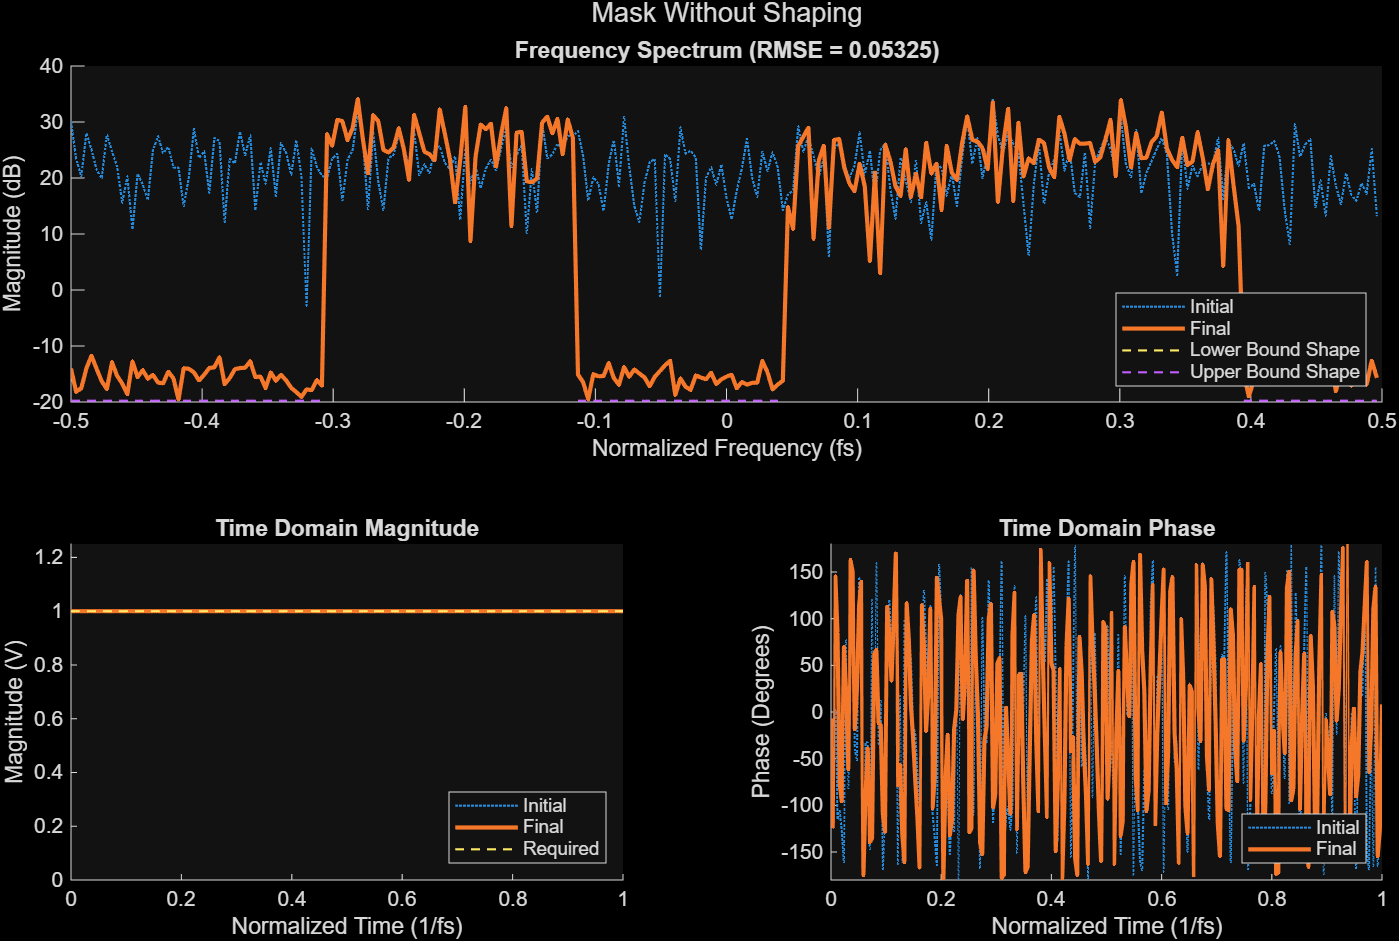 Mask Without Shaping
Frequency Spectrum (RMSE = 0.05325)
Magnitude (dB)
40
30
20
10
0
-10
-20
-0.5 -0.4 -0.3 -0.2 -0.1 0 0.1 0.2 0.3 0.4 0.5
Normalized Frequency (fs)
Initial
Final
Lower Bound Shape
Upper Bound Shape
Time Domain Magnitude
Magnitude (V)
1.2
1
0.8
0.6
0.4
0.2
0
0 0.2 0.4 0.6 0.8 1
Normalized Time (1/fs)
Initial
Final
Required
Time Domain Phase
Phase (Degrees)
150
100
50
0
-50
-100
-150
0 0.2 0.4 0.6 0.8 1
Normalized Time (1/fs)
Initial
Final